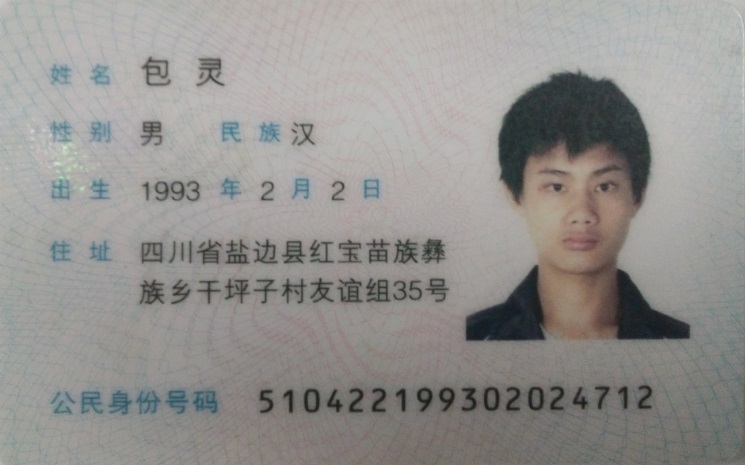 姓名 包灵
性别 男 民族 汉
出生 1993 年 2 月 2 日
住址 四川省盐边县红宝苗族彝
族乡干坪子村友谊组35号
公民身份号码 510422199302024712